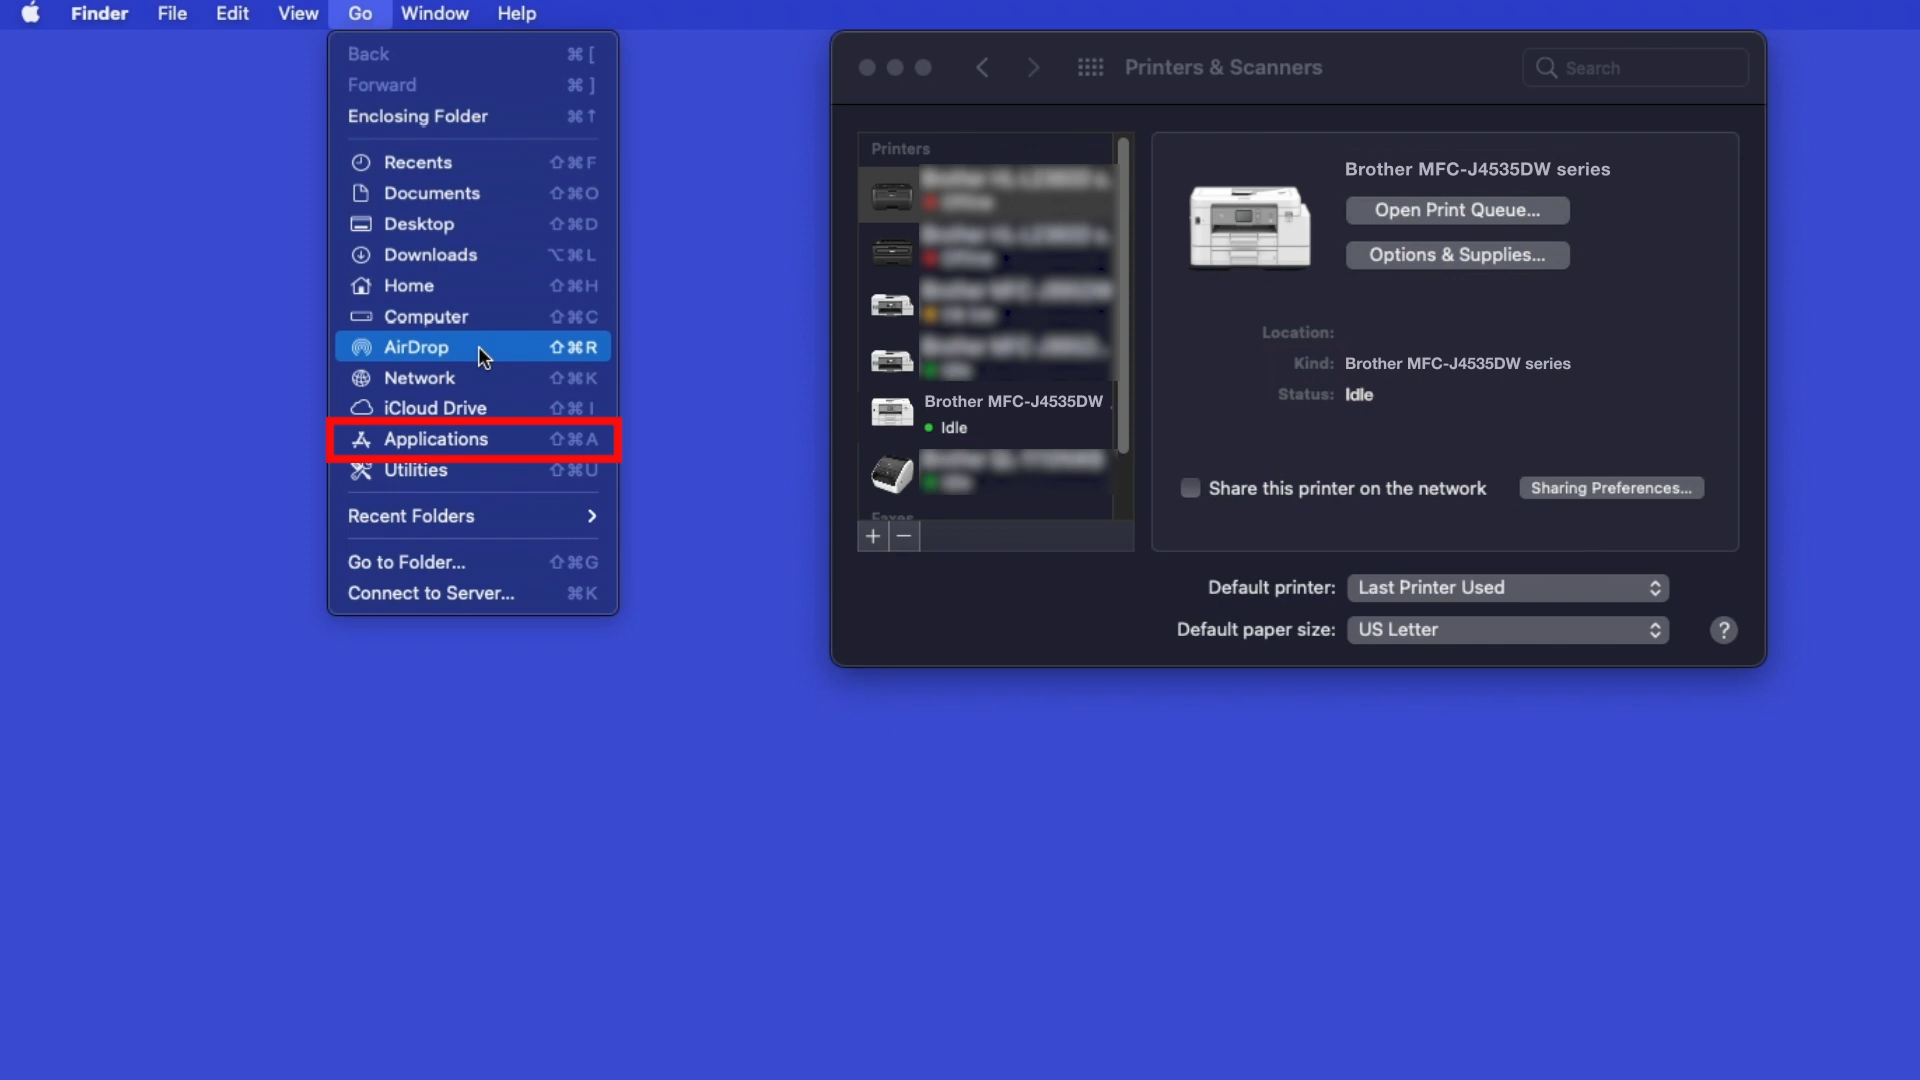 Finder File Edit View Go Window Help
Back ⌘ [
Forward ⌘ ]
Enclosing Folder ⌘↑
Recents ⇧⌘F
Documents ⇧⌘O
Desktop ⇧⌘D
Downloads ⌥⌘L
Home ⇧⌘H
Computer ⇧⌘C
AirDrop ⇧⌘R
Network ⇧⌘K
iCloud Drive ⇧⌘I
Applications ⇧⌘A
Utilities ⇧⌘U
Recent Folders
Go to Folder... ⇧⌘G
Connect to Server... ⌘K
Printers & Scanners
Search
Printers
Brother MFC-J4535DW
Idle
Faxes
+ −
Brother MFC-J4535DW series
Open Print Queue...
Options & Supplies...
Location:
Kind: Brother MFC-J4535DW series
Status: Idle
Share this printer on the network Sharing Preferences...
Default printer: Last Printer Used
Default paper size: US Letter ?